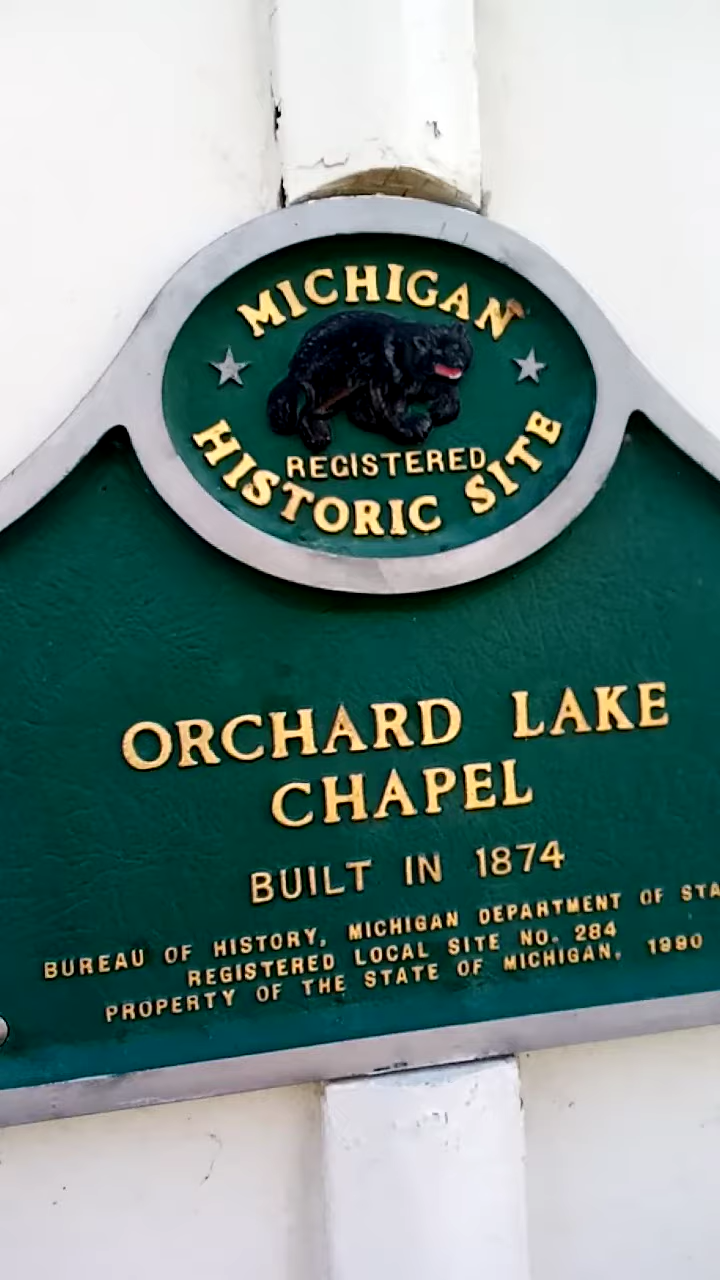 MICHIGAN
REGISTERED
HISTORIC SITE
ORCHARD LAKE
CHAPEL
BUILT IN 1874
BUREAU OF HISTORY, MICHIGAN DEPARTMENT OF STA
REGISTERED LOCAL SITE NO. 284
PROPERTY OF THE STATE OF MICHIGAN, 1990